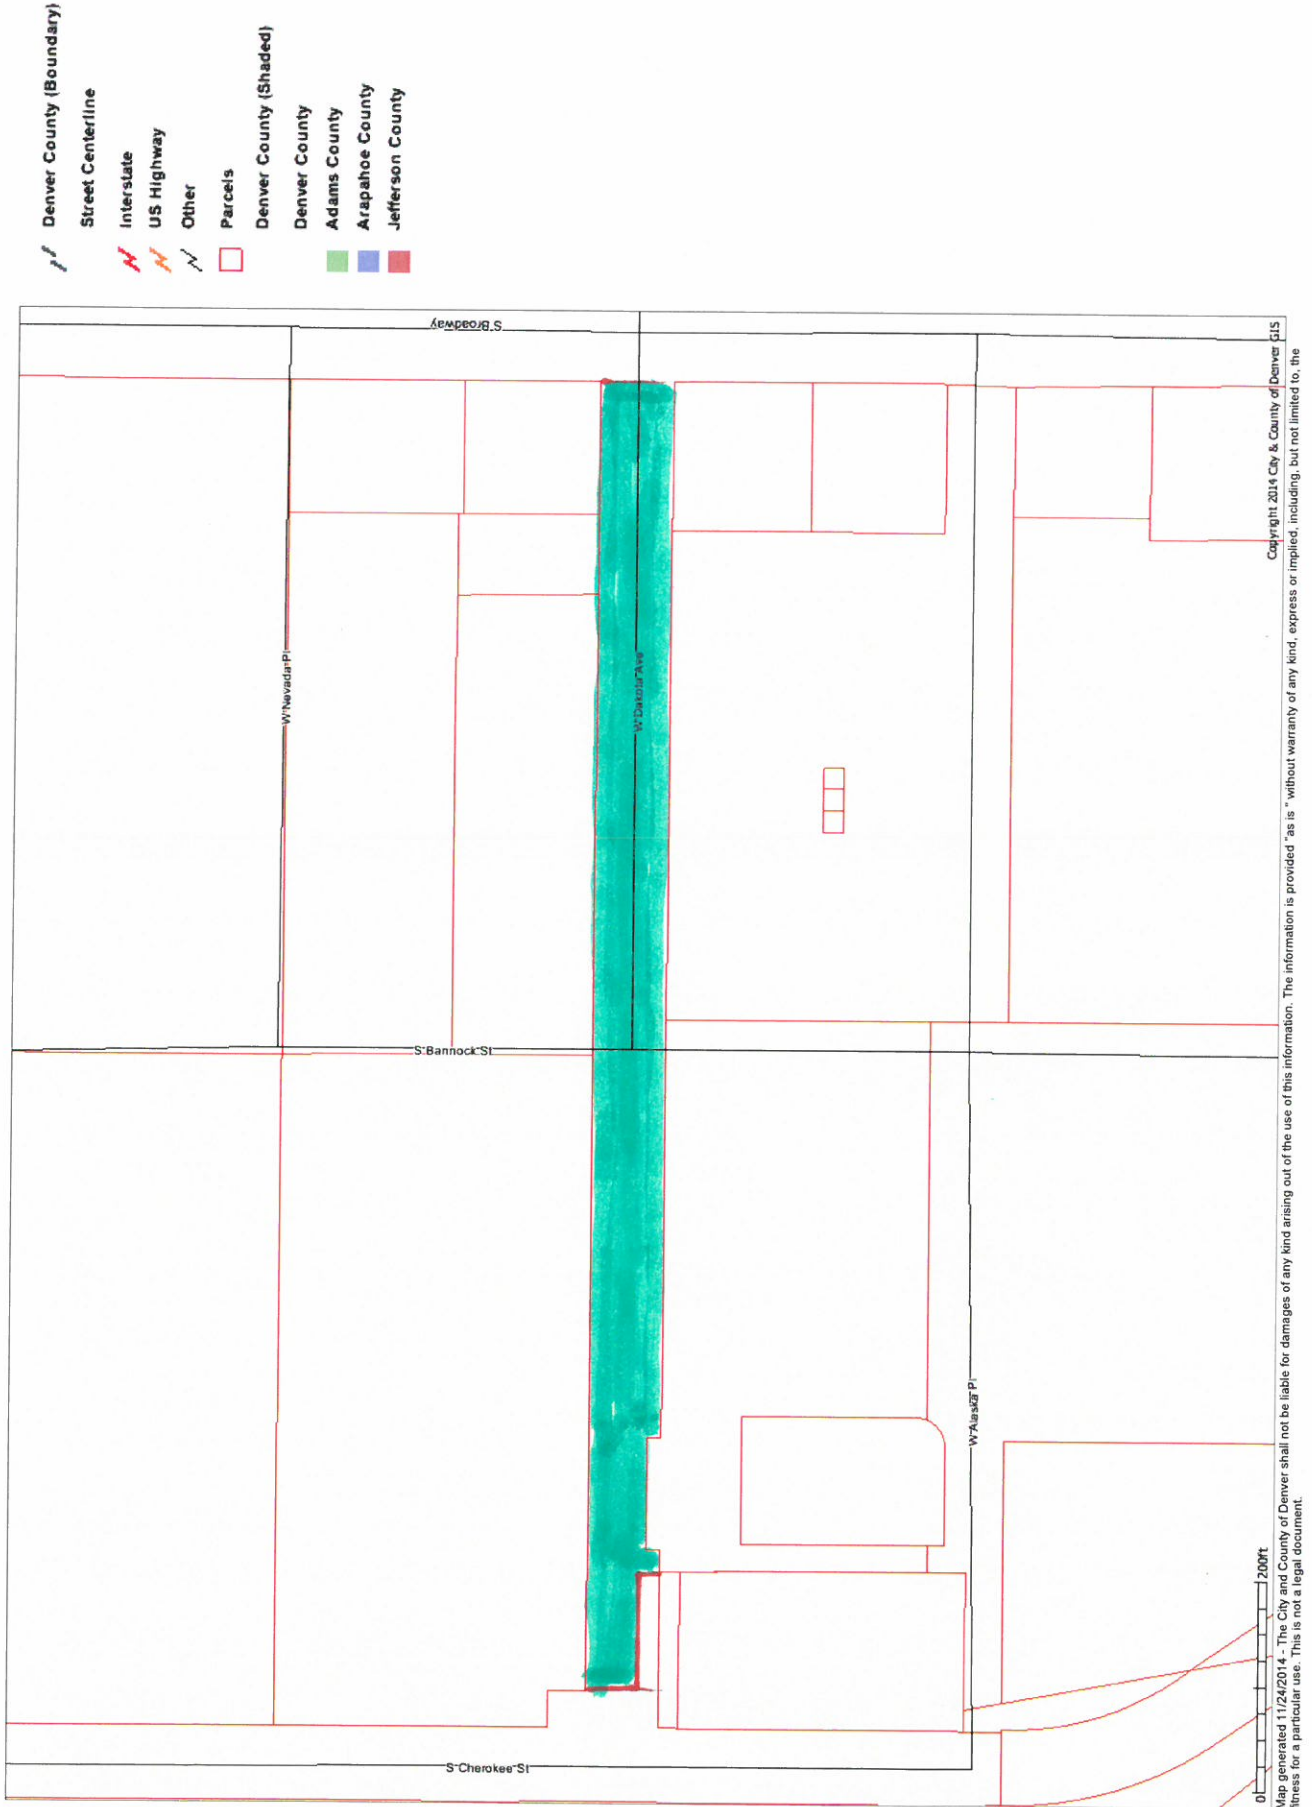 Denver County (Boundary)
Street Centerline
Interstate
US Highway
Other
Parcels
Denver County (Shaded)
Denver County
Adams County
Arapahoe County
Jefferson County
S Broadway
W Nevada Pl
W Dakota Ave
S Bannock St
W Alaska Pl
S Cherokee St
0
200ft
Copyright 2014 City & County of Denver GIS
Map generated 11/24/2014 - The City and County of Denver shall not be liable for damages of any kind arising out of the use of this information. The information is provided "as is " without warranty of any kind, express or implied, including, but not limited to, the
fitness for a particular use. This is not a legal document.